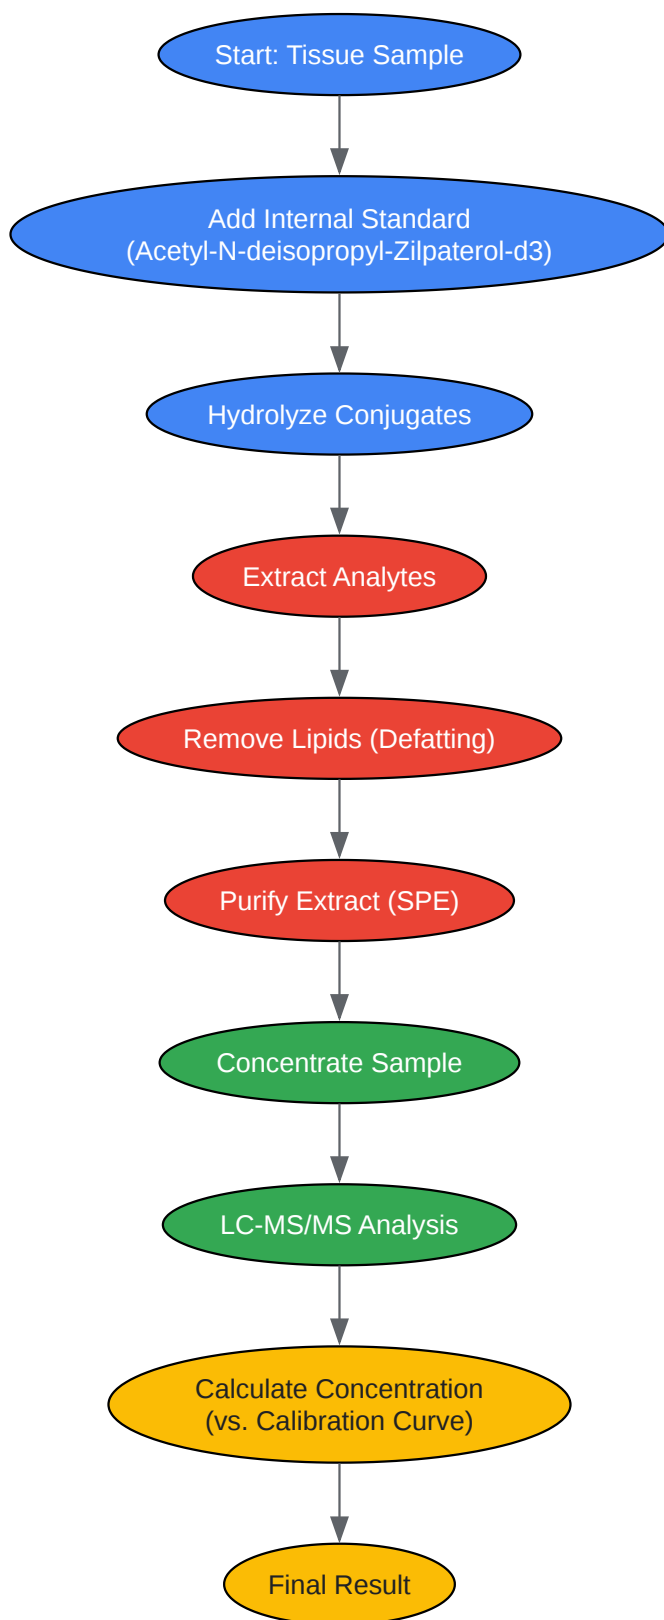 Start: Tissue Sample
Add Internal Standard
(Acetyl-N-deisopropyl-Zilpaterol-d3)
Hydrolyze Conjugates
Extract Analytes
Remove Lipids (Defatting)
Purify Extract (SPE)
Concentrate Sample
LC-MS/MS Analysis
Calculate Concentration
(vs. Calibration Curve)
Final Result